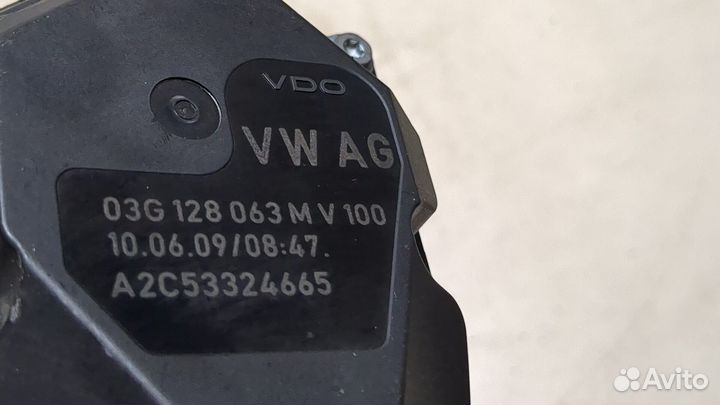 VDO
VW AG
03G 128 063 M V 100
10.06.09/08:47.
A2C53324665
Avito